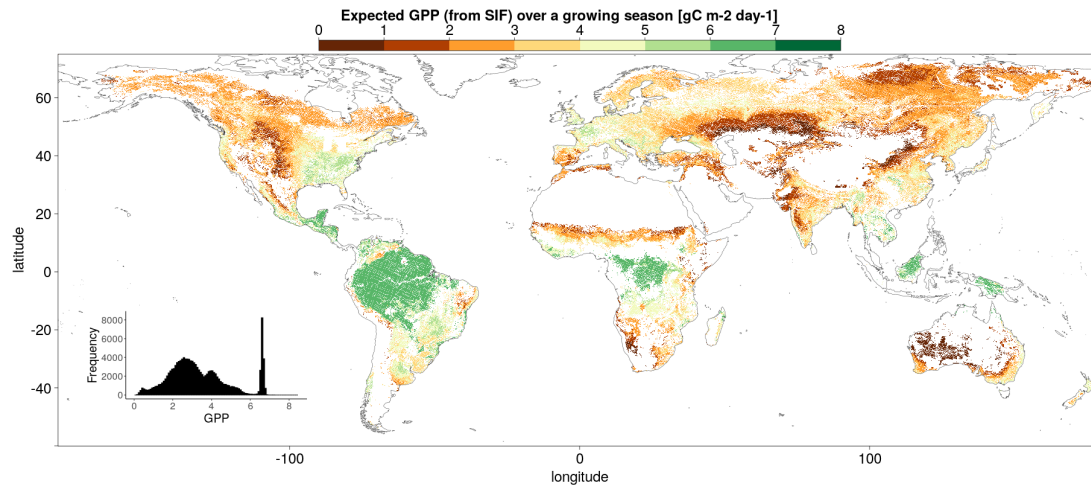 Expected GPP (from SIF) over a growing season [gC m-2 day-1]
0 1 2 3 4 5 6 7 8
60
40
20
0
-20
-40
latitude
8000
6000
4000
2000
0
Frequency
0 2 4 6 8
GPP
-100 0 100
longitude